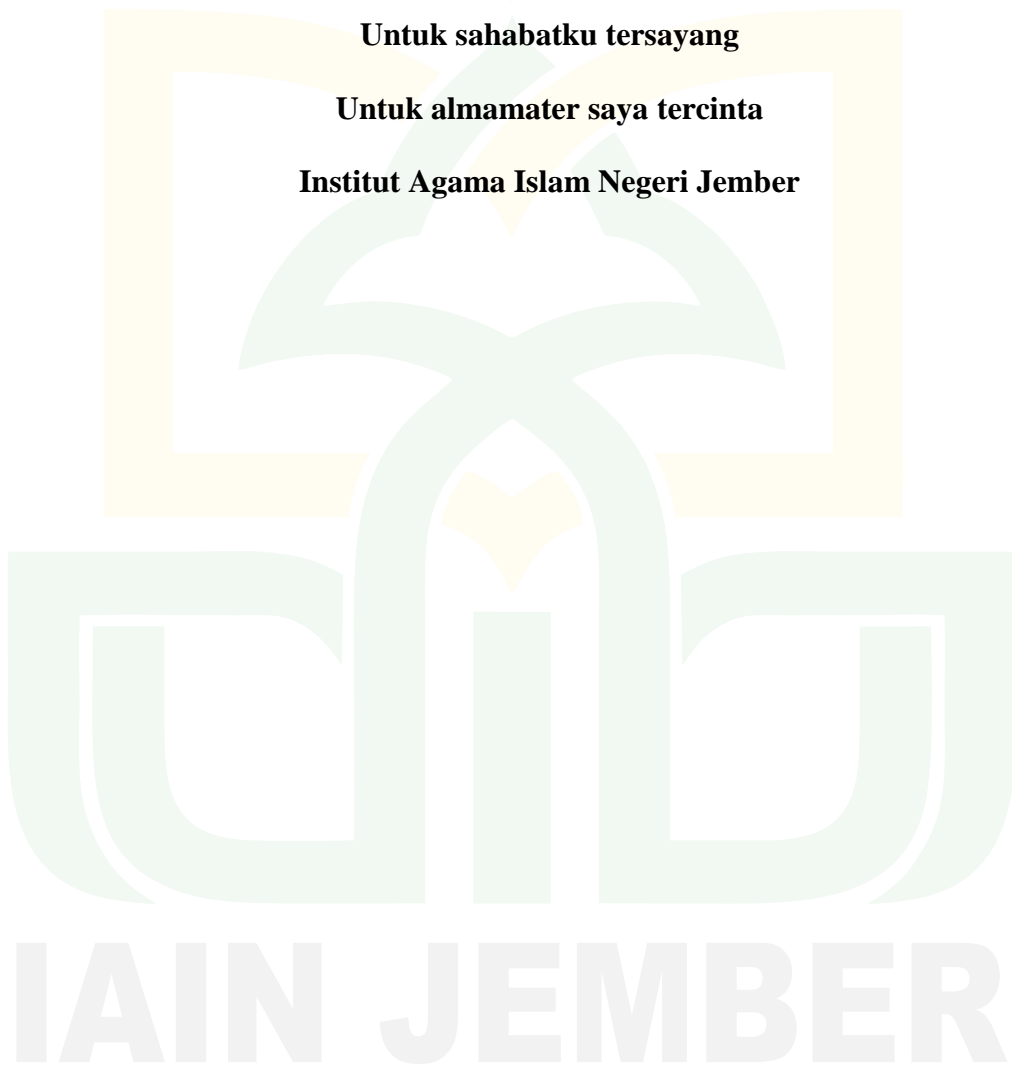 Untuk sahabatku tersayang
Untuk almamater saya tercinta
Institut Agama Islam Negeri Jember
IAIN JEMBER